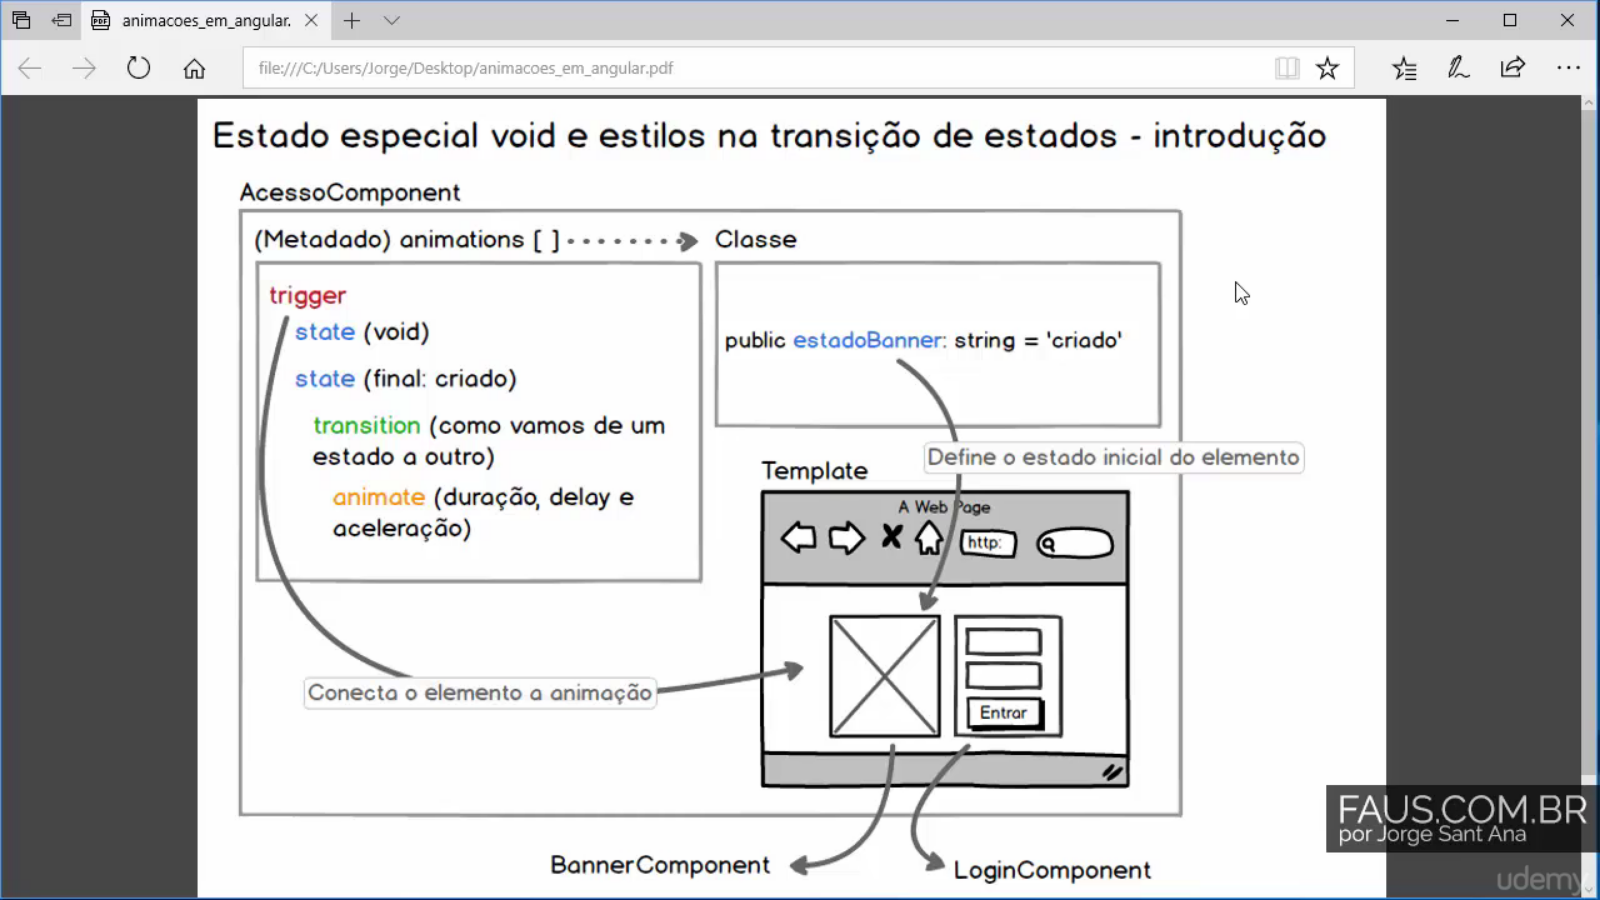 animacoes_em_angular.
file:///C:/Users/Jorge/Desktop/animacoes_em_angular.pdf
Estado especial void e estilos na transição de estados - introdução
AcessoComponent
(Metadado) animations [ ]
Classe
trigger
state (void)
state (final: criado)
transition (como vamos de um
estado a outro)
animate (duração, delay e
aceleração)
public estadoBanner: string = 'criado'
Define o estado inicial do elemento
Template
A Web Page
http:
Entrar
Conecta o elemento a animação
BannerComponent
LoginComponent
FAUS.COM.BR
por Jorge Sant Ana
udemy
PDF